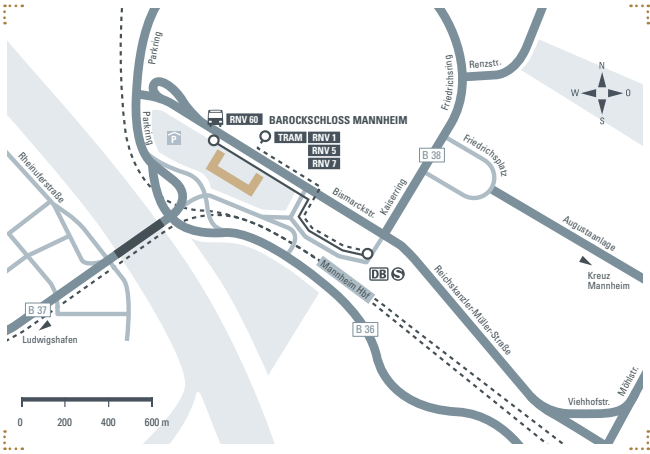 Parkring
Friedrichsring
Renzstr.
N
W
O
S
RNV 60
BAROCKSCHLOSS MANNHEIM
Parkring
P
TRAM
RNV 1
RNV 5
RNV 7
B 38
Friedrichsplatz
Rheinuferstraße
Bismarckstr.
Kaiserring
Augustaanlage
DB
S
Mannheim Hbf
Kreuz
Mannheim
Reichskanzler-Müller-Straße
B 37
Ludwigshafen
B 36
Möhlstr.
Viehhofstr.
0
200
400
600 m